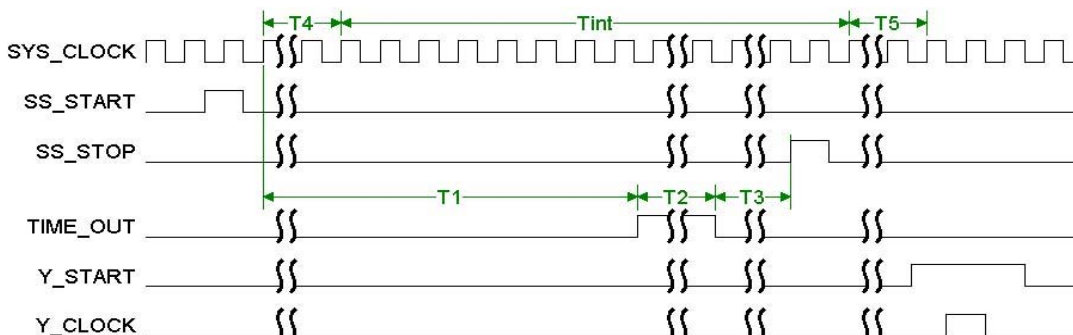 T4 Tint T5
SYS_CLOCK
SS_START
SS_STOP
T1 T2 T3
TIME_OUT
Y_START
Y_CLOCK